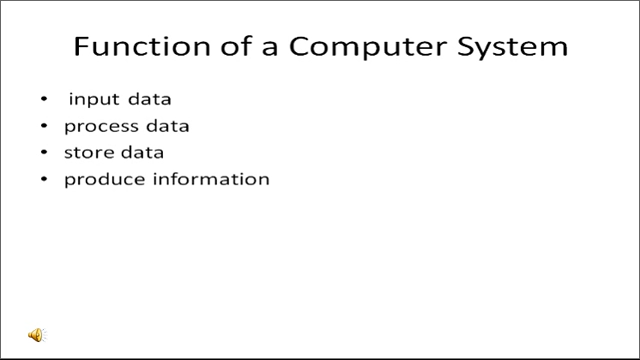 Function of a Computer System
• input data
• process data
• store data
• produce information